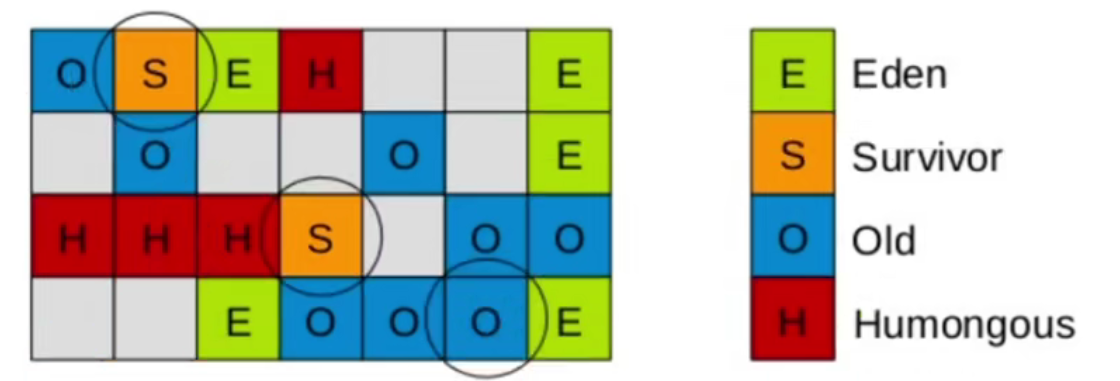 O S E H E
O O E
H H H S O O
E O O O E
E Eden
S Survivor
O Old
H Humongous